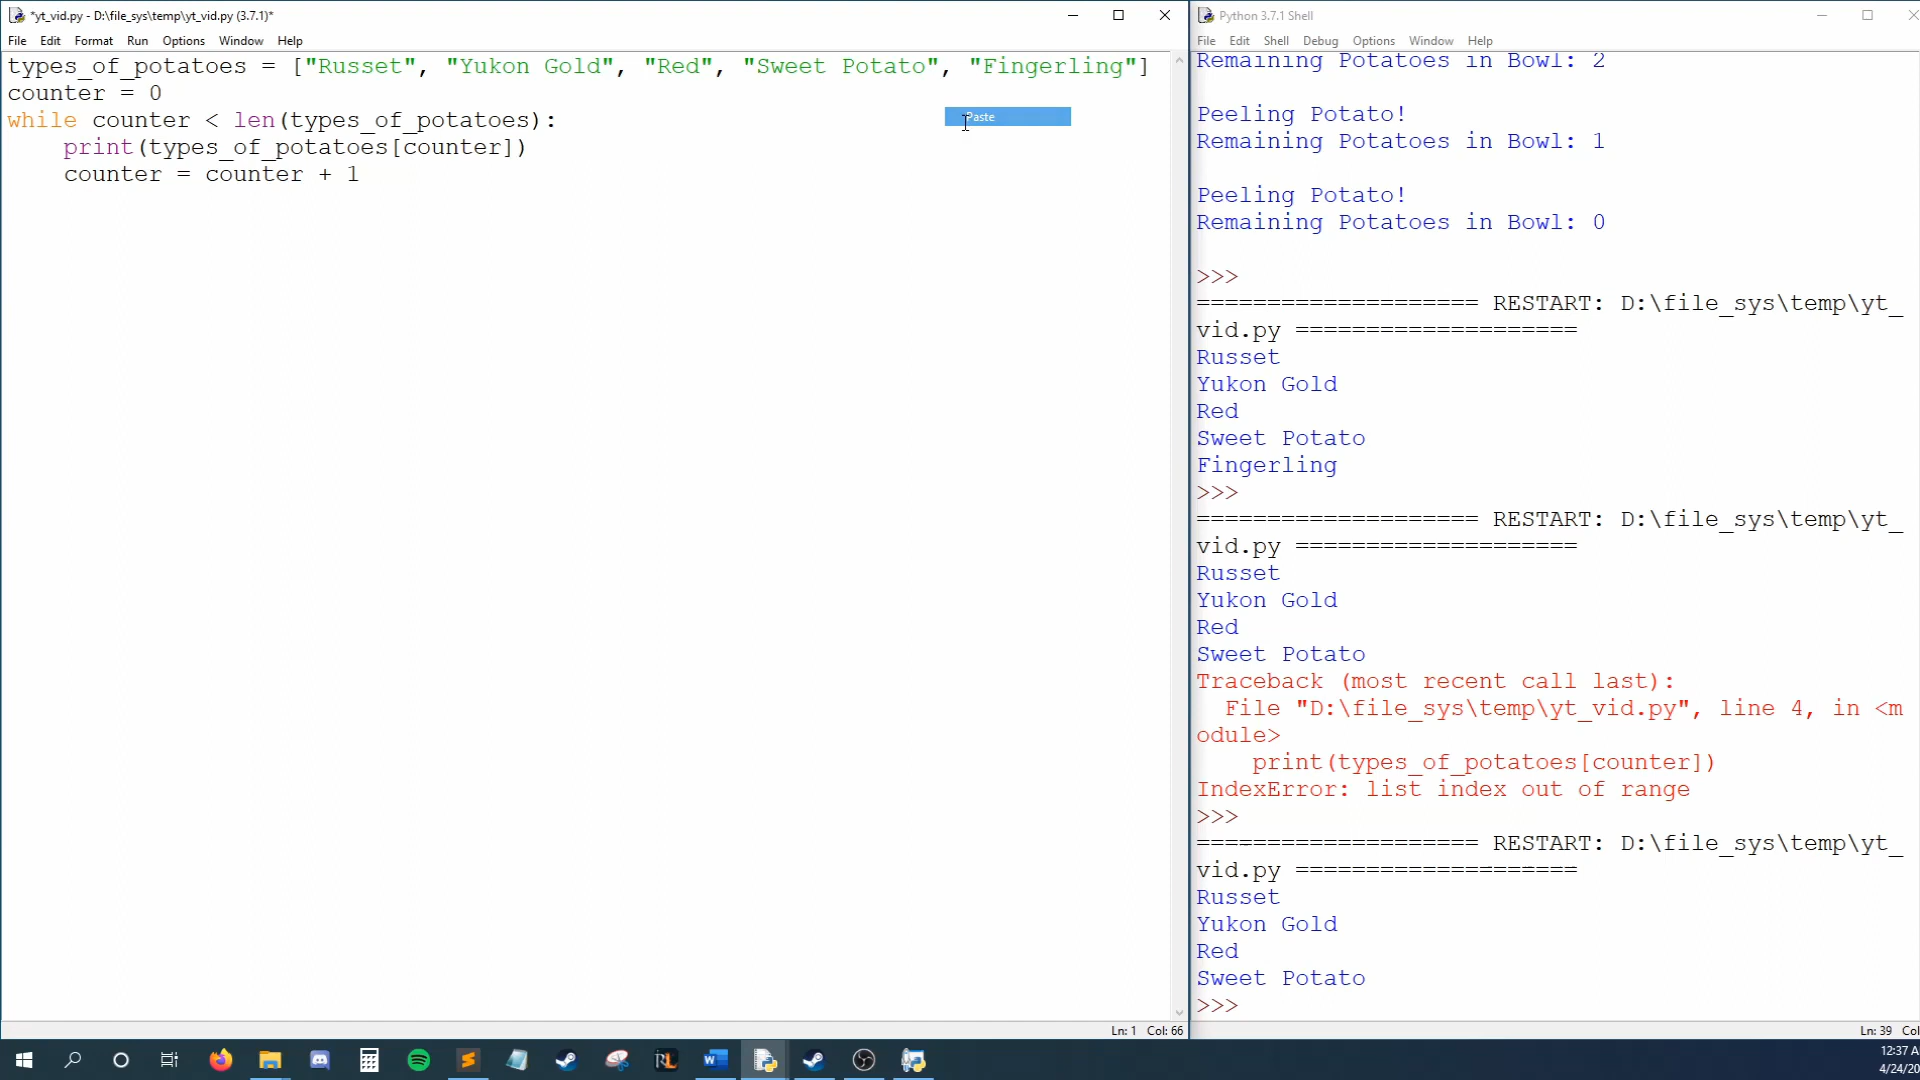 *yt_vid.py - D:\file_sys\temp\yt_vid.py (3.7.1)*
File Edit Format Run Options Window Help
types_of_potatoes = ["Russet", "Yukon Gold", "Red", "Sweet Potato", "Fingerling"]
counter = 0
while counter < len(types_of_potatoes):
    print(types_of_potatoes[counter])
    counter = counter + 1
Paste
Ln: 1 Col: 66
Python 3.7.1 Shell
File Edit Shell Debug Options Window Help
Remaining Potatoes in Bowl: 2
Peeling Potato!
Remaining Potatoes in Bowl: 1
Peeling Potato!
Remaining Potatoes in Bowl: 0
>>>
==================== RESTART: D:\file_sys\temp\yt_
vid.py ====================
Russet
Yukon Gold
Red
Sweet Potato
Fingerling
>>>
==================== RESTART: D:\file_sys\temp\yt_
vid.py ====================
Russet
Yukon Gold
Red
Sweet Potato
Traceback (most recent call last):
  File "D:\file_sys\temp\yt_vid.py", line 4, in <m
odule>
    print(types_of_potatoes[counter])
IndexError: list index out of range
>>>
==================== RESTART: D:\file_sys\temp\yt_
vid.py ====================
Russet
Yukon Gold
Red
Sweet Potato
>>>
Ln: 39 Col
RL
W
12:37 A
4/24/20